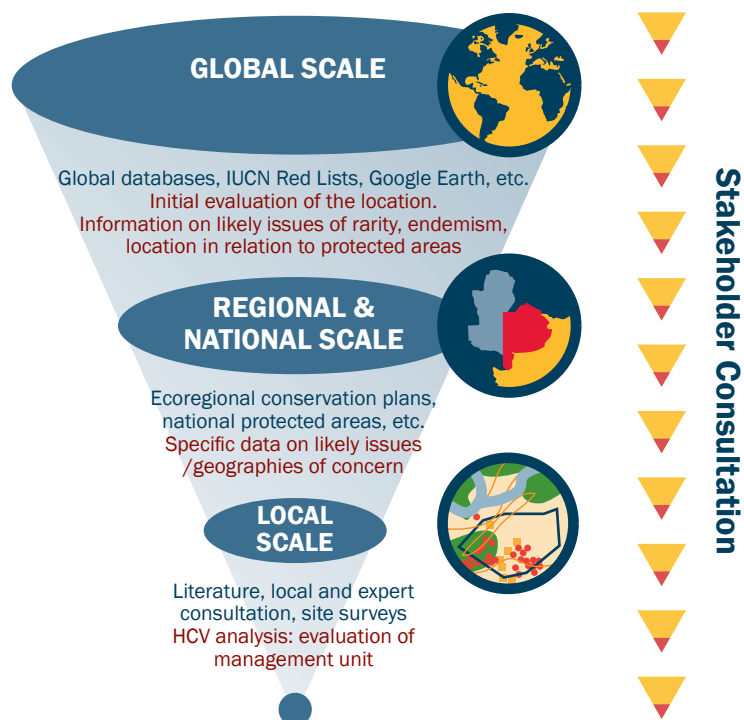 GLOBAL SCALE
Global databases, IUCN Red Lists, Google Earth, etc.
Initial evaluation of the location.
Information on likely issues of rarity, endemism,
location in relation to protected areas
REGIONAL &
NATIONAL SCALE
Ecoregional conservation plans,
national protected areas, etc.
Specific data on likely issues
/geographies of concern
LOCAL
SCALE
Literature, local and expert
consultation, site surveys
HCV analysis: evaluation of
management unit
Stakeholder Consultation